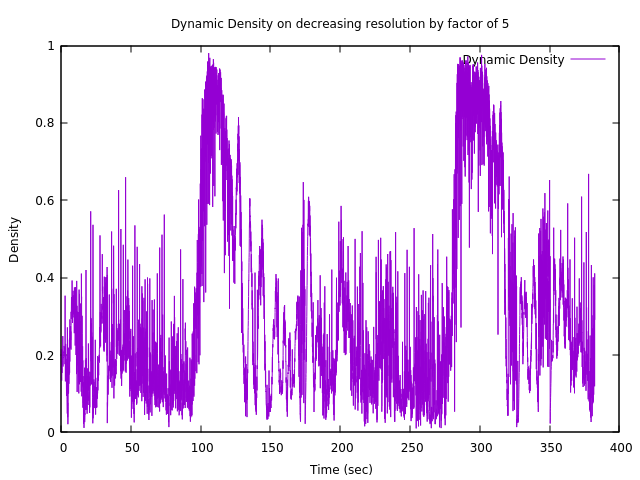 Dynamic Density on decreasing resolution by factor of 5
Dynamic Density
1
0.8
0.6
0.4
0.2
0
Density
0 50 100 150 200 250 300 350 400
Time (sec)